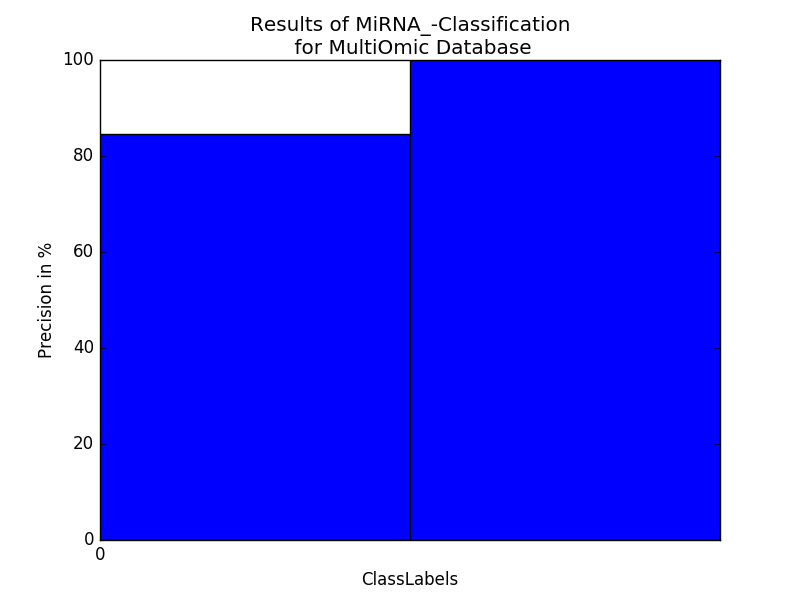 Results of MiRNA_-Classification
for MultiOmic Database
100
80
60
40
20
0
Precision in %
0
ClassLabels